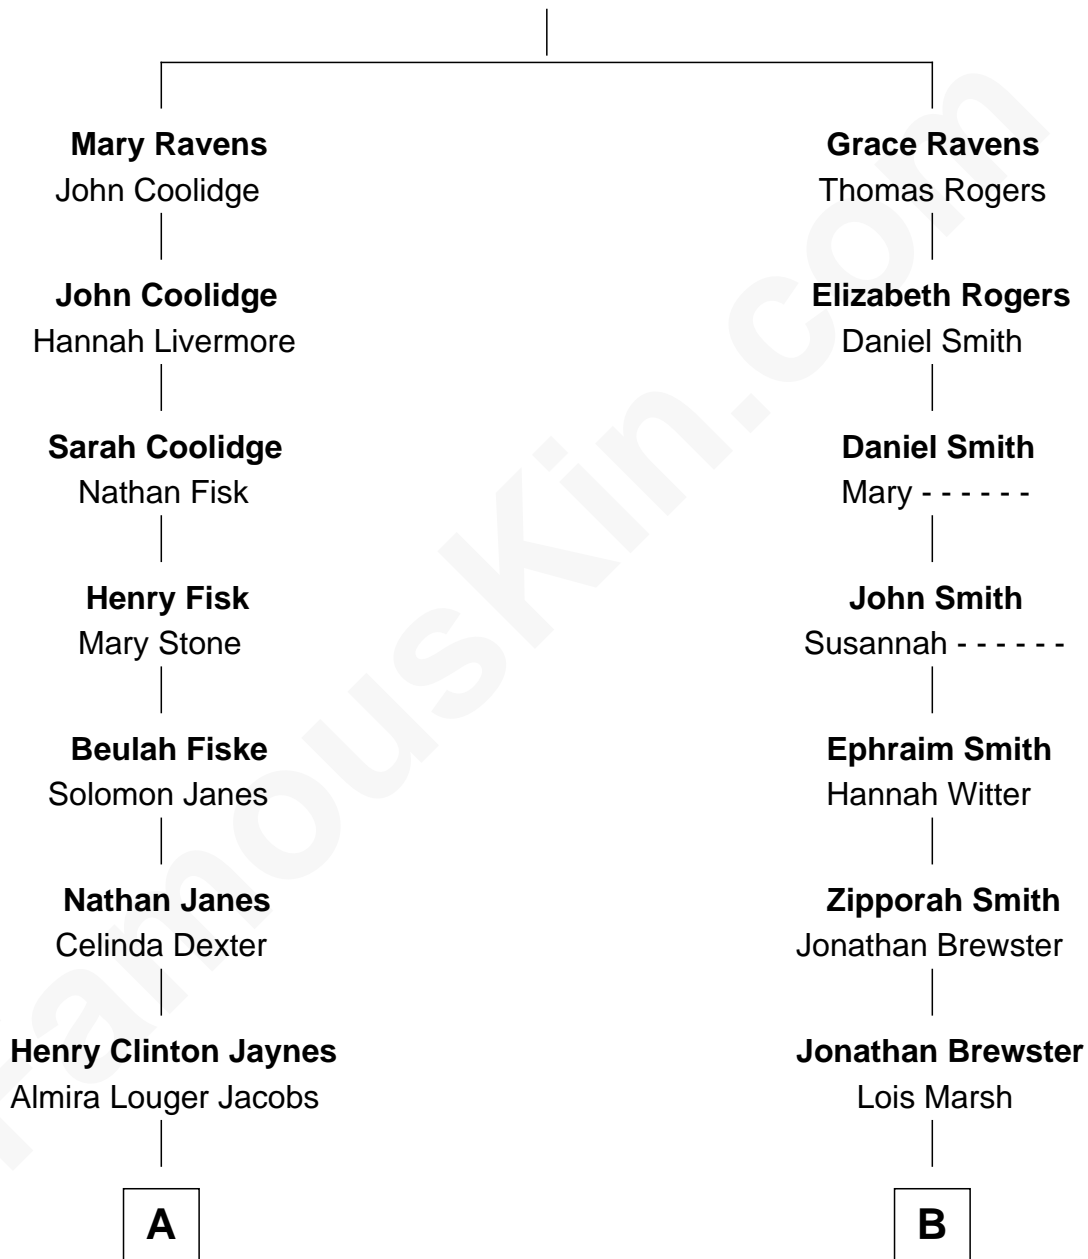 Mary Ravens
John Coolidge
John Coolidge
Hannah Livermore
Sarah Coolidge
Nathan Fisk
Henry Fisk
Mary Stone
Beulah Fiske
Solomon Janes
Nathan Janes
Celinda Dexter
Henry Clinton Jaynes
Almira Louger Jacobs
A
Grace Ravens
Thomas Rogers
Elizabeth Rogers
Daniel Smith
Daniel Smith
Mary - - - - - -
John Smith
Susannah - - - - - -
Ephraim Smith
Hannah Witter
Zipporah Smith
Jonathan Brewster
Jonathan Brewster
Lois Marsh
B
FamousKin.com